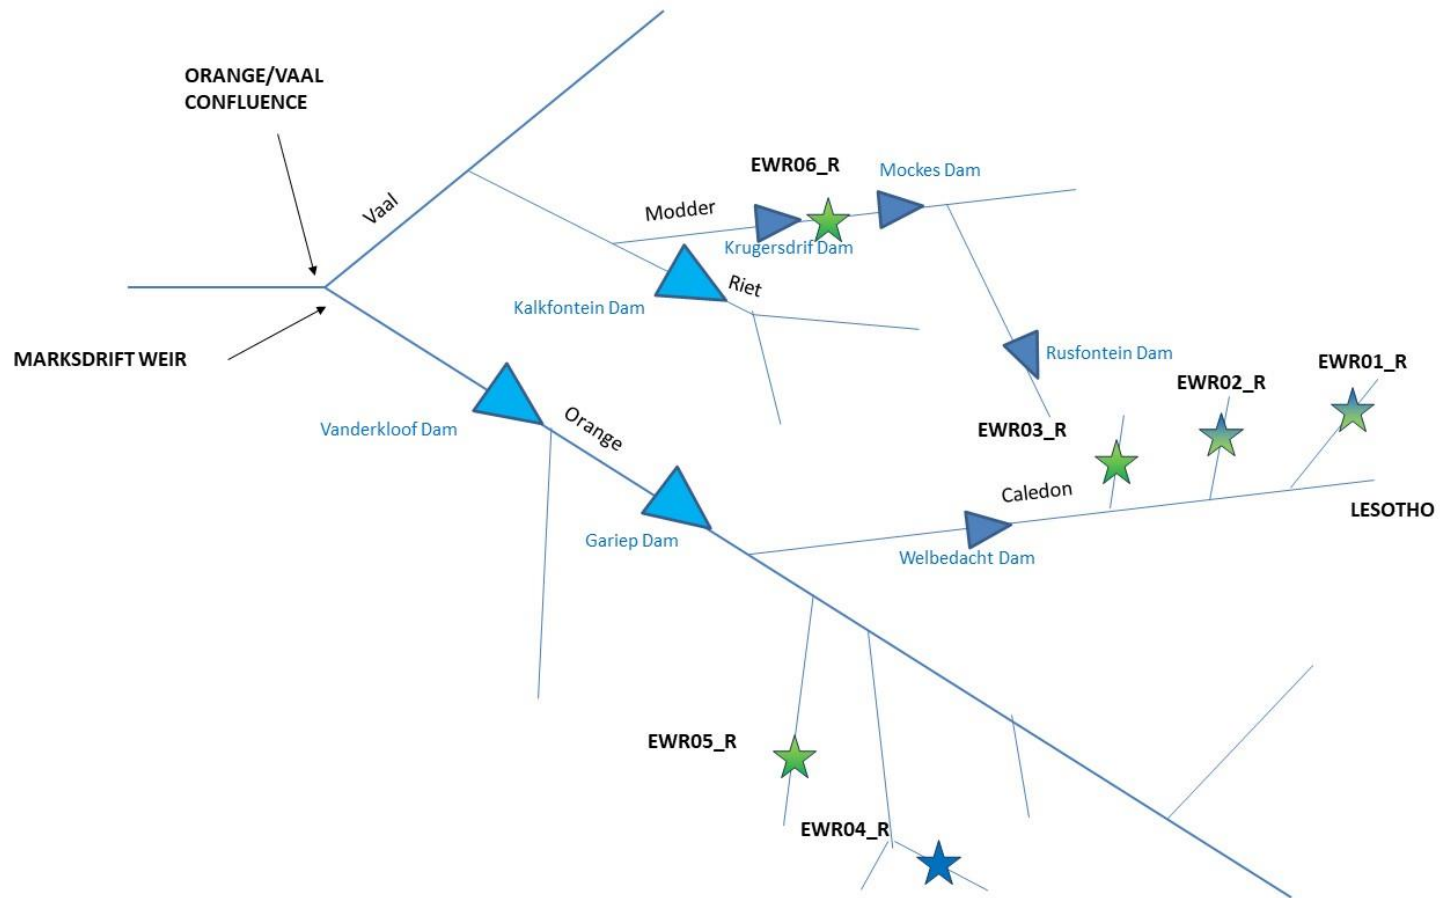 ORANGE/VAAL
CONFLUENCE
EWR06_R
Mockes Dam
Vaal
Modder
Krugersdrif Dam
Riet
Kalkfontein Dam
MARKSDRIFT WEIR
Rusfontein Dam
EWR01_R
EWR02_R
Vanderkloof Dam
Orange
EWR03_R
Caledon
LESOTHO
Gariep Dam
Welbedacht Dam
EWR05_R
EWR04_R